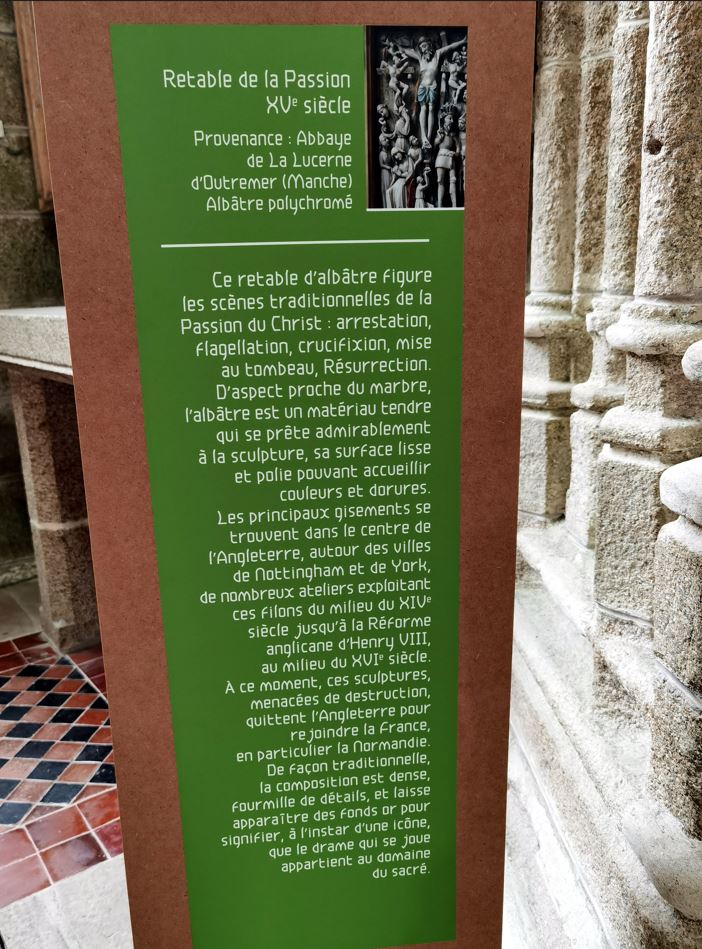 Retable de la Passion
XVe siècle
Provenance : Abbaye
de La Lucerne
d'Outremer (Manche)
Albâtre polychromé
Ce retable d'albâtre figure
les scènes traditionnelles de la
Passion du Christ : arrestation,
flagellation, crucifixion, mise
au tombeau, Résurrection.
D'aspect proche du marbre,
l'albâtre est un matériau tendre
qui se prête admirablement
à la sculpture, sa surface lisse
et polie pouvant accueillir
couleurs et dorures.
Les principaux gisements se
trouvent dans le centre de
l'Angleterre, autour des villes
de Nottingham et de York,
de nombreux ateliers exploitant
ces filons du milieu du XIVe
siècle jusqu'à la Réforme
anglicane d'Henry VIII,
au milieu du XVIe siècle.
À ce moment, ces sculptures,
menacées de destruction,
quittent l'Angleterre pour
rejoindre la France,
en particulier la Normandie.
De façon traditionnelle,
la composition est dense,
fourmille de détails, et laisse
apparaître des fonds or pour
signifier, à l'instar d'une icône,
que le drame qui se joue
appartient au domaine
du sacré.